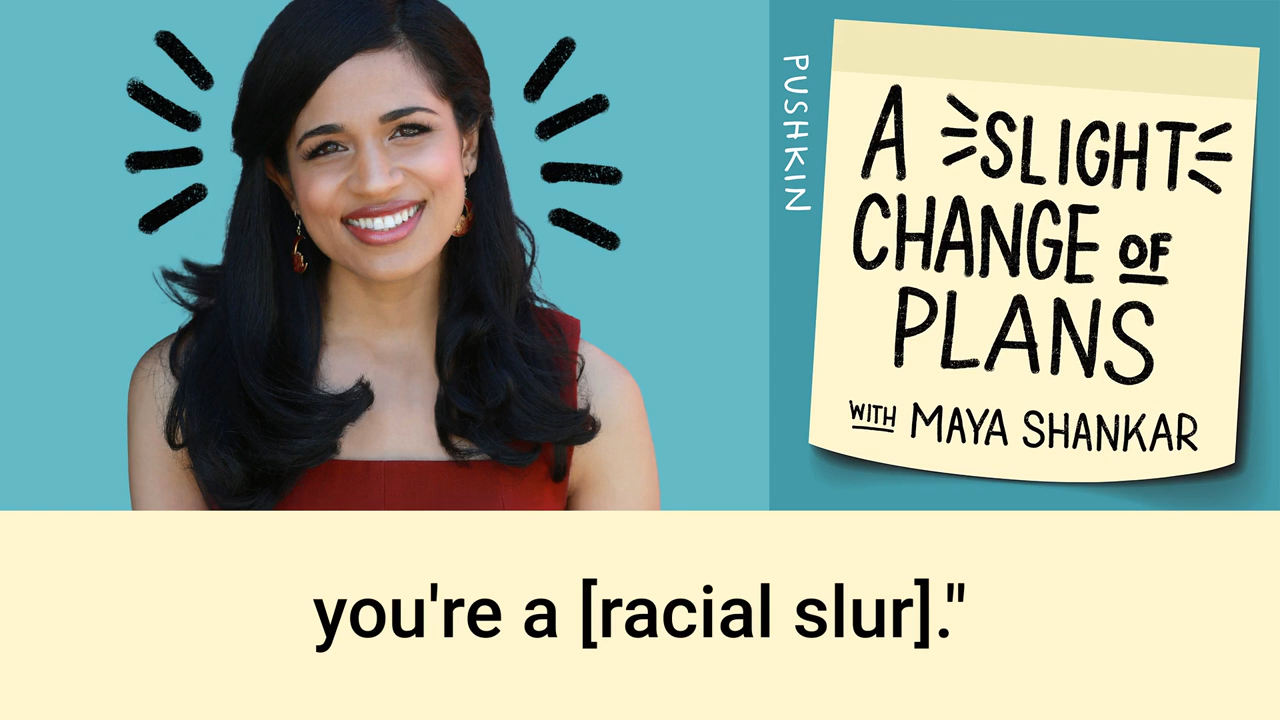 PUSHKIN
A SLIGHT
CHANGE OF
PLANS
WITH MAYA SHANKAR
you're a [racial slur]."